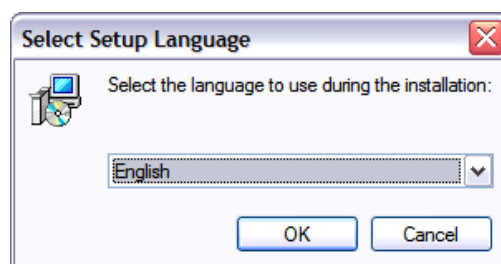 Select Setup Language
Select the language to use during the installation:
English
OK
Cancel